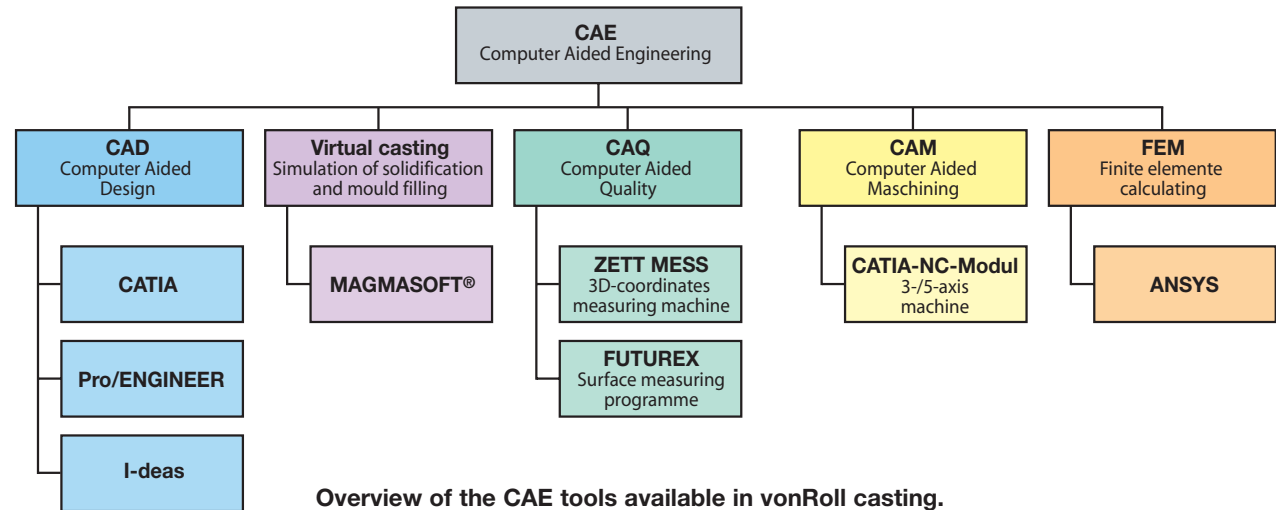 CAE
Computer Aided Engineering
CAD
Computer Aided
Design
Virtual casting
Simulation of solidification
and mould filling
CAQ
Computer Aided
Quality
CAM
Computer Aided
Maschining
FEM
Finite elemente
calculating
CATIA
MAGMASOFT®
ZETT MESS
3D-coordinates
measuring machine
CATIA-NC-Modul
3-/5-axis
machine
ANSYS
Pro/ENGINEER
FUTUREX
Surface measuring
programme
I-deas
Overview of the CAE tools available in vonRoll casting.